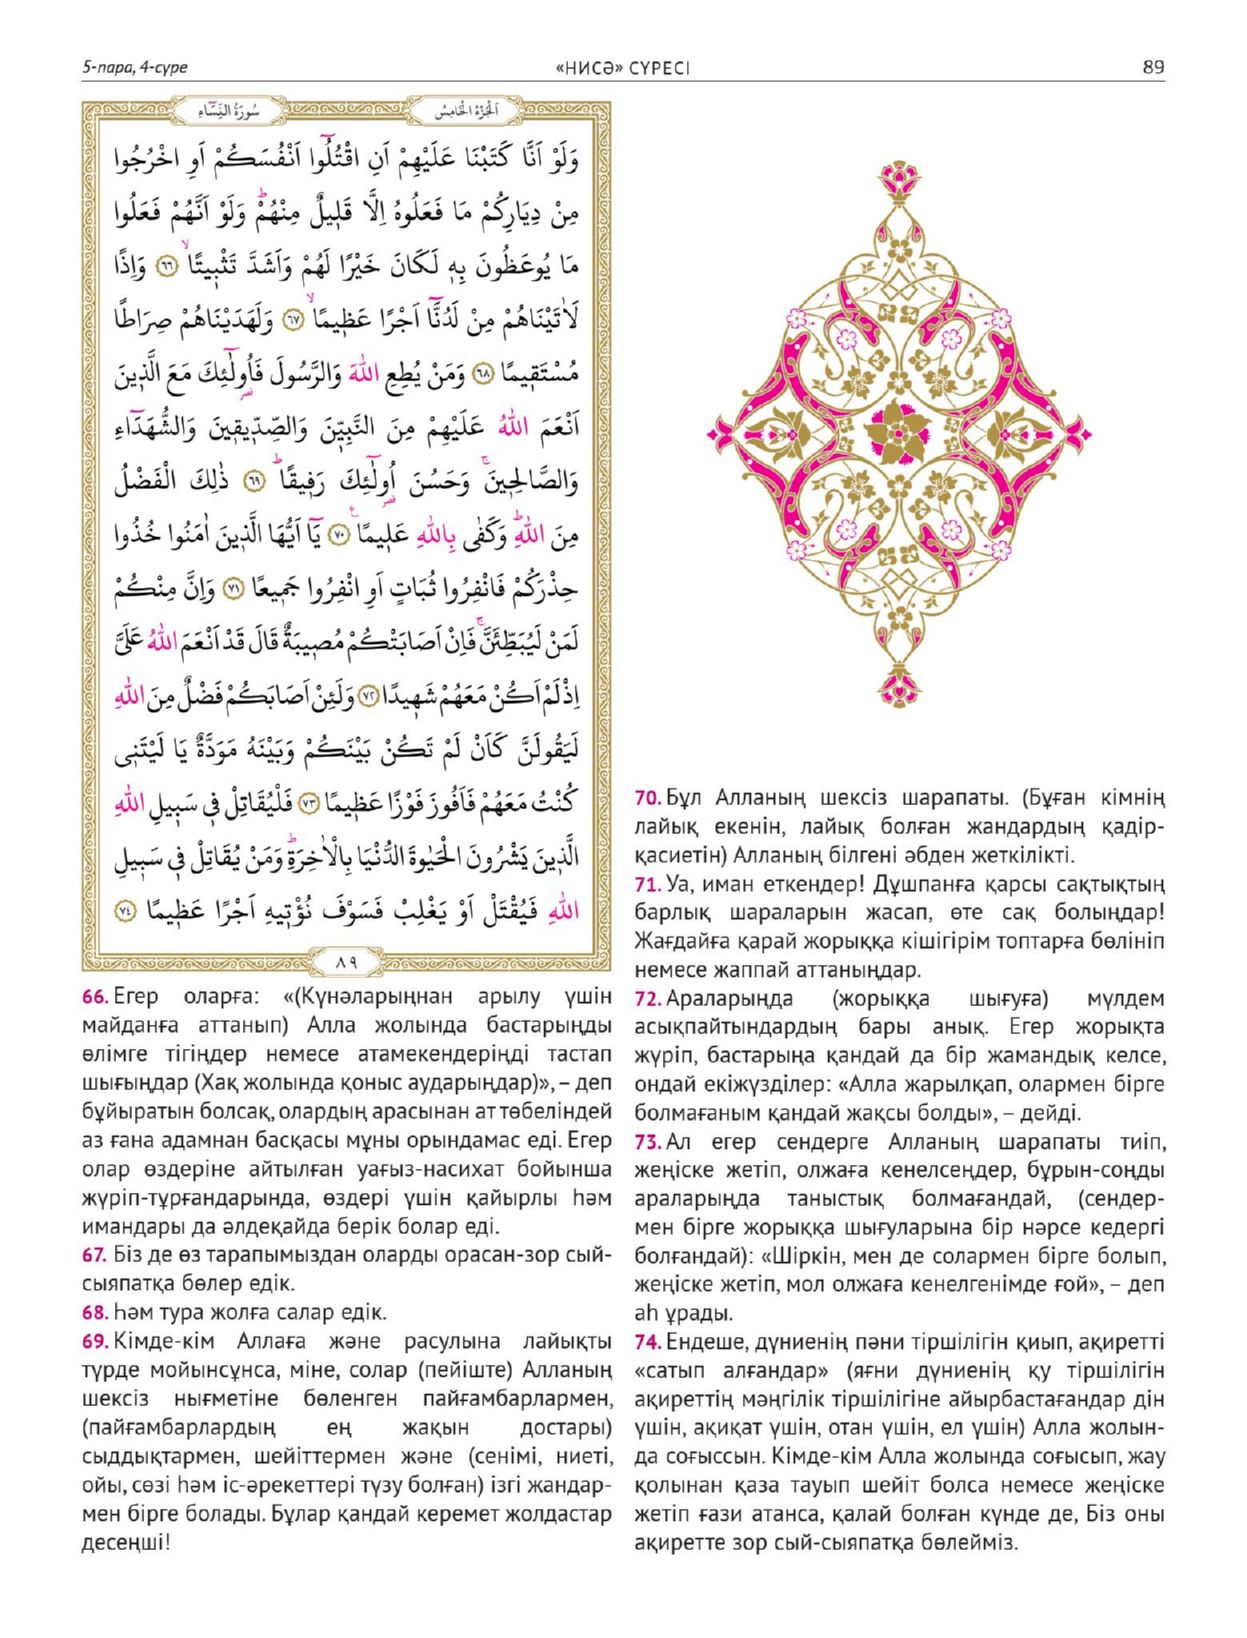 5-пара, 4-сүре
«НИСӘ» СҮРЕСІ
89
سُورَةُ النِّسَٓاءِ
اَلْجُزْءُ الْخَامِسُ
وَلَوْ اَنَّا كَتَبْنَا عَلَيْهِمْ اَنِ اقْتُلُٓوا اَنْفُسَكُمْ اَوِ اخْرُجُوا
مِنْ دِيَارِكُمْ مَا فَعَلُوهُ اِلَّا قَلٖيلٌ مِنْهُمْۜ وَلَوْ اَنَّهُمْ فَعَلُوا
مَا يُوعَظُونَ بِهٖ لَكَانَ خَيْرًا لَهُمْ وَاَشَدَّ تَثْبٖيتًاۙ ﴿٦٦﴾ وَاِذًا
لَاٰتَيْنَاهُمْ مِنْ لَدُنَّٓا اَجْرًا عَظٖيمًاۙ ﴿٦٧﴾ وَلَهَدَيْنَاهُمْ صِرَاطًا
مُسْتَقٖيمًا ﴿٦٨﴾ وَمَنْ يُطِعِ اللّٰهَ وَالرَّسُولَ فَاُو۬لٰٓئِكَ مَعَ الَّذٖينَ
اَنْعَمَ اللّٰهُ عَلَيْهِمْ مِنَ النَّبِيّٖنَ وَالصِّدّٖيقٖينَ وَالشُّهَدَٓاءِ
وَالصَّالِحٖينَۚ وَحَسُنَ اُو۬لٰٓئِكَ رَفٖيقًاۜ ﴿٦٩﴾ ذٰلِكَ الْفَضْلُ
مِنَ اللّٰهِۜ وَكَفٰى بِاللّٰهِ عَلٖيمًاۧ ﴿٧٠﴾ يَٓا اَيُّهَا الَّذٖينَ اٰمَنُوا خُذُوا
حِذْرَكُمْ فَانْفِرُوا ثُبَاتٍ اَوِ انْفِرُوا جَمٖيعًا ﴿٧١﴾ وَاِنَّ مِنْكُمْ
لَمَنْ لَيُبَطِّئَنَّۚ فَاِنْ اَصَابَتْكُمْ مُصٖيبَةٌ قَالَ قَدْ اَنْعَمَ اللّٰهُ عَلَيَّ
اِذْ لَمْ اَكُنْ مَعَهُمْ شَهٖيدًا ﴿٧٢﴾ وَلَئِنْ اَصَابَكُمْ فَضْلٌ مِنَ اللّٰهِ
لَيَقُولَنَّ كَاَنْ لَمْ تَكُنْ بَيْنَكُمْ وَبَيْنَهُ مَوَدَّةٌ يَا لَيْتَنٖى
كُنْتُ مَعَهُمْ فَاَفُوزَ فَوْزًا عَظٖيمًا ﴿٧٣﴾ فَلْيُقَاتِلْ فٖى سَبٖيلِ اللّٰهِ
الَّذٖينَ يَشْرُونَ الْحَيٰوةَ الدُّنْيَا بِالْاٰخِرَةِۜ وَمَنْ يُقَاتِلْ فٖى سَبٖيلِ
اللّٰهِ فَيُقْتَلْ اَوْ يَغْلِبْ فَسَوْفَ نُؤْتٖيهِ اَجْرًا عَظٖيمًا ﴿٧٤﴾
٨٩
66. Егер оларға: «(Күнәларыңнан арылу үшін
майданға аттанып) Алла жолында бастарыңды
өлімге тігіңдер немесе атамекендеріңді тастап
шығыңдар (Хақ жолында қоныс аударыңдар)», – деп
бұйыратын болсақ, олардың арасынан ат төбеліндей
аз ғана адамнан басқасы мұны орындамас еді. Егер
олар өздеріне айтылған уағыз-насихат бойынша
жүріп-тұрғандарында, өздері үшін қайырлы һәм
имандары да әлдеқайда берік болар еді.
67. Біз де өз тарапымыздан оларды орасан-зор сый-
сыяпатқа бөлер едік.
68. Һәм тура жолға салар едік.
69. Кімде-кім Аллаға және расулына лайықты
түрде мойынсұнса, міне, солар (пейіште) Алланың
шексіз нығметіне бөленген пайғамбарлармен,
(пайғамбарлардың ең жақын достары)
сыддықтармен, шейіттермен және (сенімі, ниеті,
ойы, сөзі һәм іс-әрекеттері түзу болған) ізгі жандар-
мен бірге болады. Бұлар қандай керемет жолдастар
десеңші!
70. Бұл Алланың шексіз шарапаты. (Бұған кімнің
лайық екенін, лайық болған жандардың қадір-
қасиетін) Алланың білгені әбден жеткілікті.
71. Уа, иман еткендер! Дұшпанға қарсы сақтықтың
барлық шараларын жасап, өте сақ болыңдар!
Жағдайға қарай жорыққа кішігірім топтарға бөлініп
немесе жаппай аттаныңдар.
72. Араларыңда (жорыққа шығуға) мүлдем
асықпайтындардың бары анық. Егер жорықта
жүріп, бастарыңа қандай да бір жамандық келсе,
ондай екіжүзділер: «Алла жарылқап, олармен бірге
болмағаным қандай жақсы болды», – дейді.
73. Ал егер сендерге Алланың шарапаты тиіп,
жеңіске жетіп, олжаға кенелсеңдер, бұрын-соңды
араларыңда таныстық болмағандай, (сендер-
мен бірге жорыққа шығуларына бір нәрсе кедергі
болғандай): «Шіркін, мен де солармен бірге болып,
жеңіске жетіп, мол олжаға кенелгенімде ғой», – деп
аһ ұрады.
74. Ендеше, дүниенің пәни тіршілігін қиып, ақиретті
«сатып алғандар» (яғни дүниенің қу тіршілігін
ақиреттің мәңгілік тіршілігіне айырбастағандар дін
үшін, ақиқат үшін, отан үшін, ел үшін) Алла жолын-
да соғыссын. Кімде-кім Алла жолында соғысып, жау
қолынан қаза тауып шейіт болса немесе жеңіске
жетіп ғази атанса, қалай болған күнде де, Біз оны
ақиретте зор сый-сыяпатқа бөлейміз.